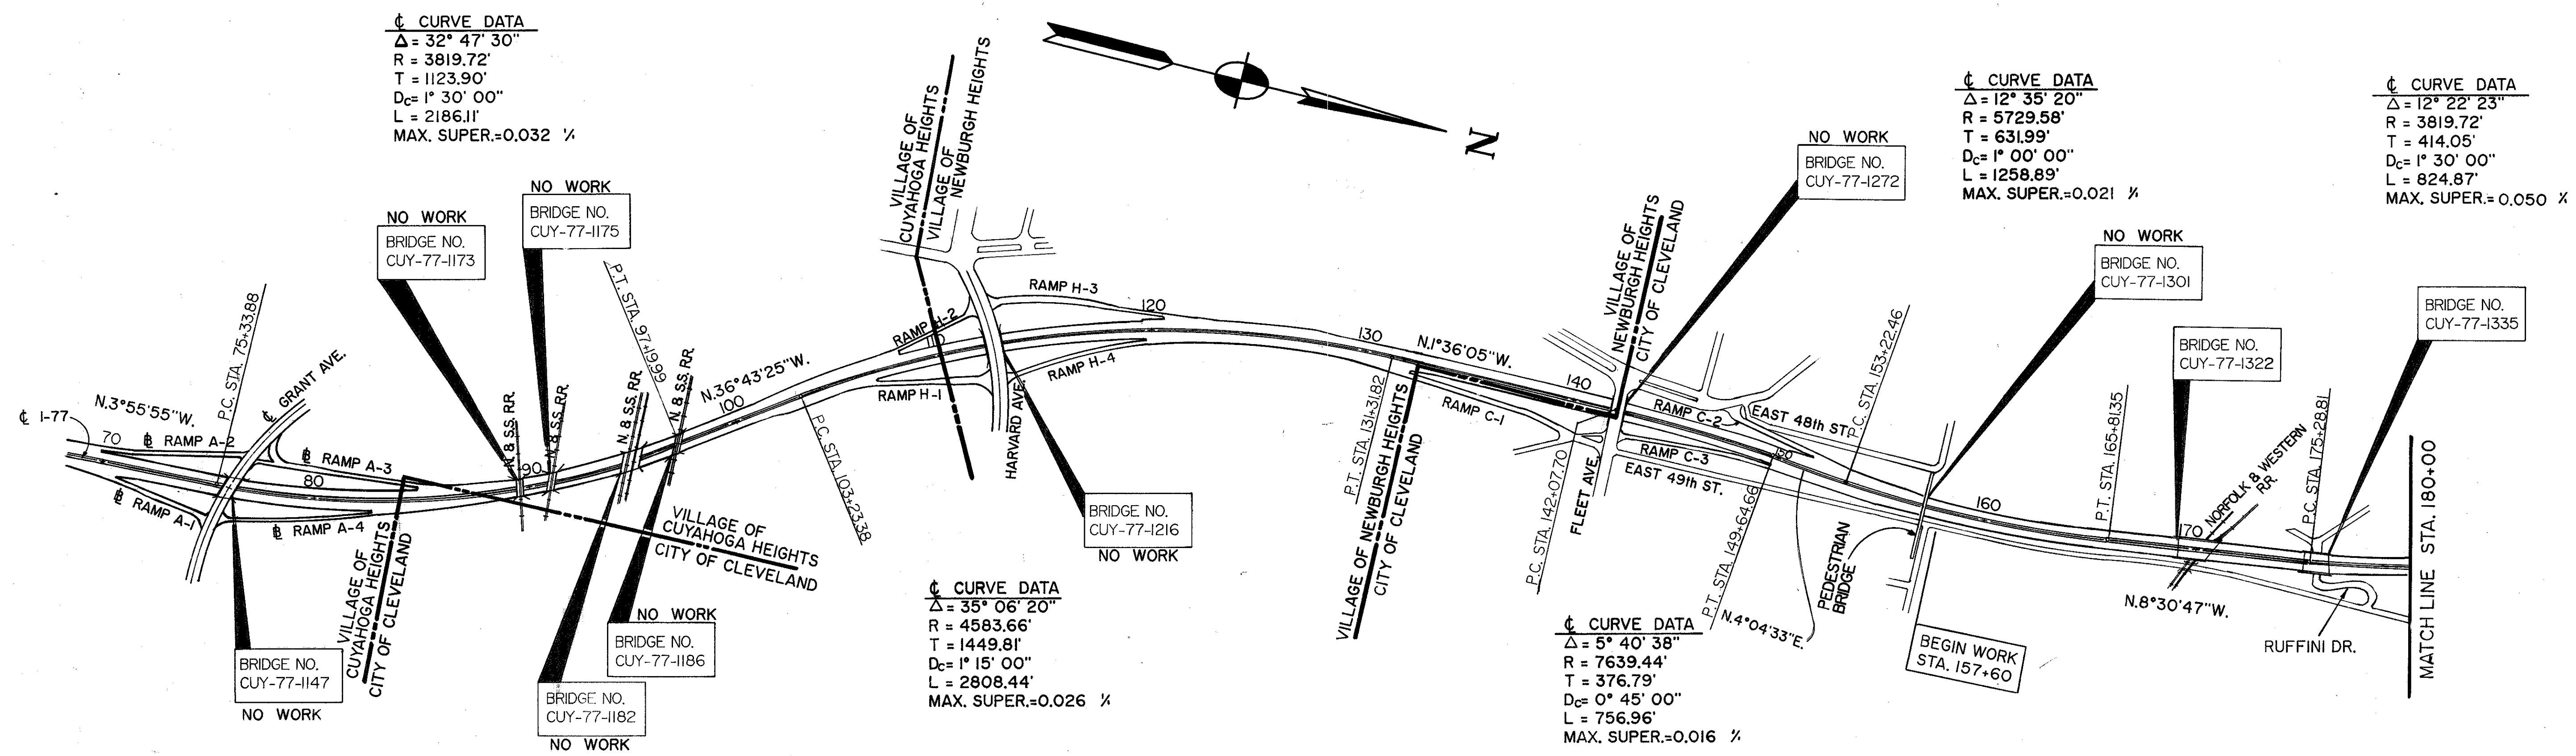 ℄ CURVE DATA
Δ = 32° 47' 30"
R = 3819.72'
T = 1123.90'
Dc= 1° 30' 00"
L = 2186.11'
MAX. SUPER.=0.032 ⅟₁
NO WORK
BRIDGE NO.
CUY-77-1173
NO WORK
BRIDGE NO.
CUY-77-1175
P.T. STA. 97+19.99
P.C. STA. 75+33.88
℄ GRANT AVE.
N.3°55'55"W.
℄ I-77
70
℄ RAMP A-2
℄ RAMP A-3
80
℄ RAMP A-1
℄ RAMP A-4
N. & S.S. RR.
90
N. & S.S. RR.
N. & S.S. RR.
N. & S.S. RR.
N.36°43'25"W.
100
VILLAGE OF
CUYAHOGA HEIGHTS
CITY OF CLEVELAND
VILLAGE OF
CUYAHOGA HEIGHTS
CITY OF CLEVELAND
BRIDGE NO.
CUY-77-1147
NO WORK
NO WORK
BRIDGE NO.
CUY-77-1186
BRIDGE NO.
CUY-77-1182
NO WORK
P.C. STA. 103+23.38
VILLAGE OF
CUYAHOGA HEIGHTS
VILLAGE OF
NEWBURGH HEIGHTS
RAMP H-2
110
RAMP H-1
HARVARD AVE.
RAMP H-3
120
RAMP H-4
BRIDGE NO.
CUY-77-1216
NO WORK
℄ CURVE DATA
Δ = 35° 06' 20"
R = 4583.66'
T = 1449.81'
Dc= 1° 15' 00"
L = 2808.44'
MAX. SUPER.=0.026 ⅟₁
N
130
P.T. STA. 131+31.82
N.1°36'05"W.
RAMP C-1
VILLAGE OF NEWBURGH HEIGHTS
CITY OF CLEVELAND
140
VILLAGE OF
NEWBURGH HEIGHTS
CITY OF CLEVELAND
P.C. STA. 142+07.70
FLEET AVE.
NO WORK
BRIDGE NO.
CUY-77-1272
RAMP C-2
EAST 48th ST.
RAMP C-3
EAST 49th ST.
150
P.T. STA. 149+64.66
N.4°04'33"E.
P.C. STA. 153+22.46
℄ CURVE DATA
Δ = 5° 40' 38"
R = 7639.44'
T = 376.79'
Dc= 0° 45' 00"
L = 756.96'
MAX. SUPER.=0.016 ⅟₁
℄ CURVE DATA
Δ = 12° 35' 20"
R = 5729.58'
T = 631.99'
Dc= 1° 00' 00"
L = 1258.89'
MAX. SUPER.=0.021 ⅟₁
PEDESTRIAN
BRIDGE
BEGIN WORK
STA. 157+60
NO WORK
BRIDGE NO.
CUY-77-1301
160
P.T. STA. 165+81.35
BRIDGE NO.
CUY-77-1322
170
NORFOLK & WESTERN
R.R.
N.8°30'47"W.
P.C. STA. 175+28.81
BRIDGE NO.
CUY-77-1335
RUFFINI DR.
MATCH LINE STA. 180+00
℄ CURVE DATA
Δ = 12° 22' 23"
R = 3819.72'
T = 414.05'
Dc= 1° 30' 00"
L = 824.87'
MAX. SUPER.= 0.050 ⅟₁